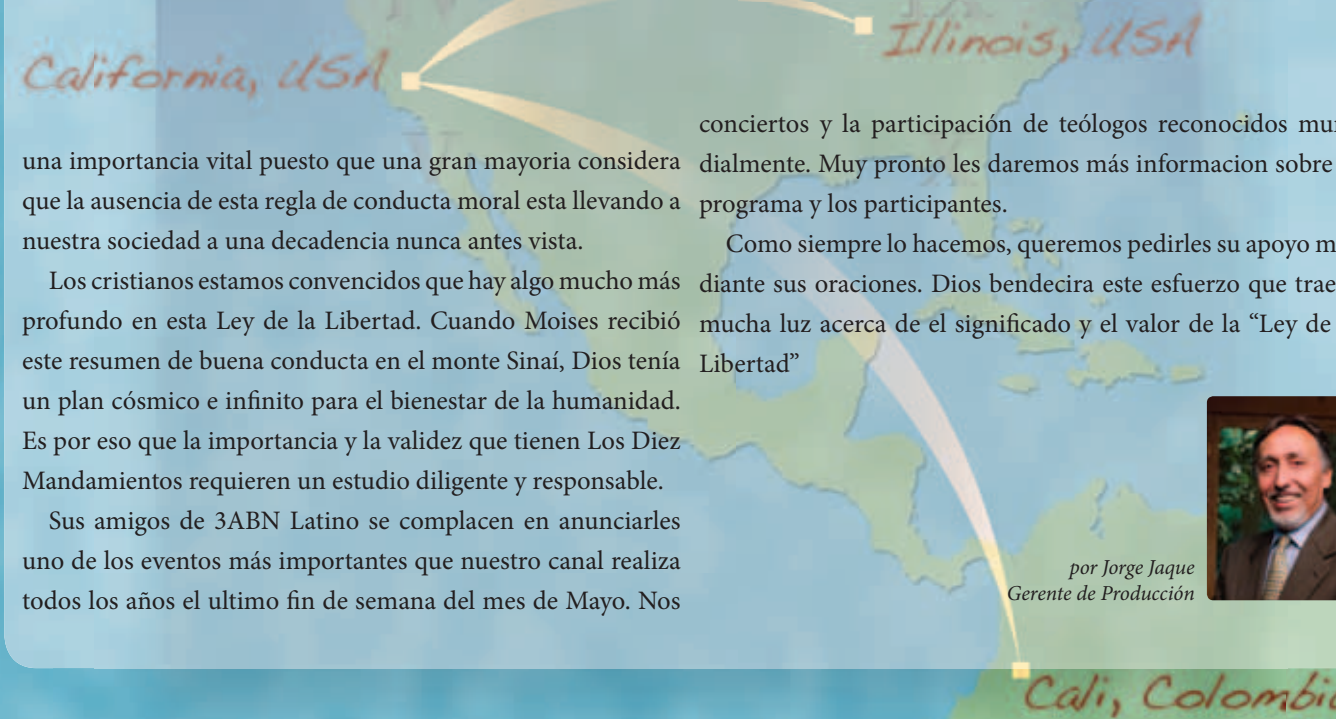 California, USA
Illinois, USA
una importancia vital puesto que una gran mayoria considera
que la ausencia de esta regla de conducta moral esta llevando a
nuestra sociedad a una decadencia nunca antes vista.
Los cristianos estamos convencidos que hay algo mucho más
profundo en esta Ley de la Libertad. Cuando Moises recibió
este resumen de buena conducta en el monte Sinaí, Dios tenía
un plan cósmico e infinito para el bienestar de la humanidad.
Es por eso que la importancia y la validez que tienen Los Diez
Mandamientos requieren un estudio diligente y responsable.
Sus amigos de 3ABN Latino se complacen en anunciarles
uno de los eventos más importantes que nuestro canal realiza
todos los años el ultimo fin de semana del mes de Mayo. Nos
conciertos y la participación de teólogos reconocidos mun
dialmente. Muy pronto les daremos más informacion sobre
programa y los participantes.
Como siempre lo hacemos, queremos pedirles su apoyo m
diante sus oraciones. Dios bendecira este esfuerzo que trae
mucha luz acerca de el significado y el valor de la “Ley de
Libertad”
por Jorge Jaque
Gerente de Producción
Cali, Colombia